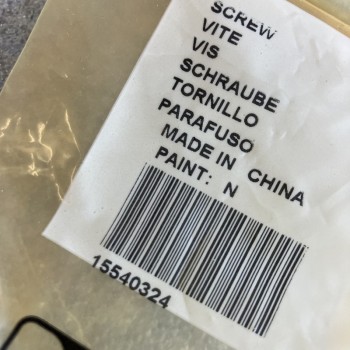 SCREW
VITE
VIS
SCHRAUBE
TORNILLO
PARAFUSO
MADE IN CHINA
PAINT: N
15540324